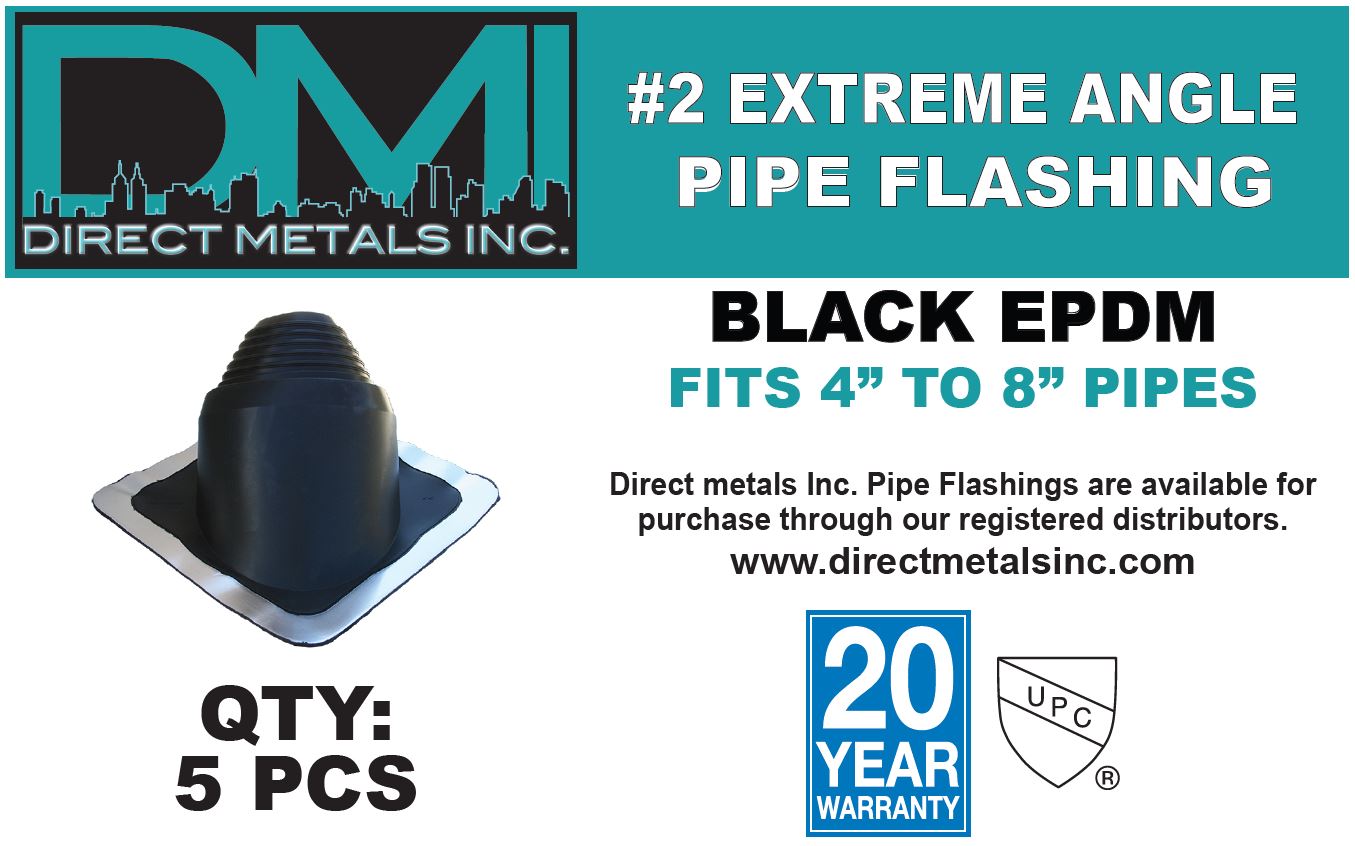 DMI
DIRECT METALS INC.
#2 EXTREME ANGLE
PIPE FLASHING
BLACK EPDM
FITS 4” TO 8” PIPES
Direct metals Inc. Pipe Flashings are available for
purchase through our registered distributors.
www.directmetalsinc.com
QTY:
5 PCS
20
YEAR
WARRANTY
UPC
®